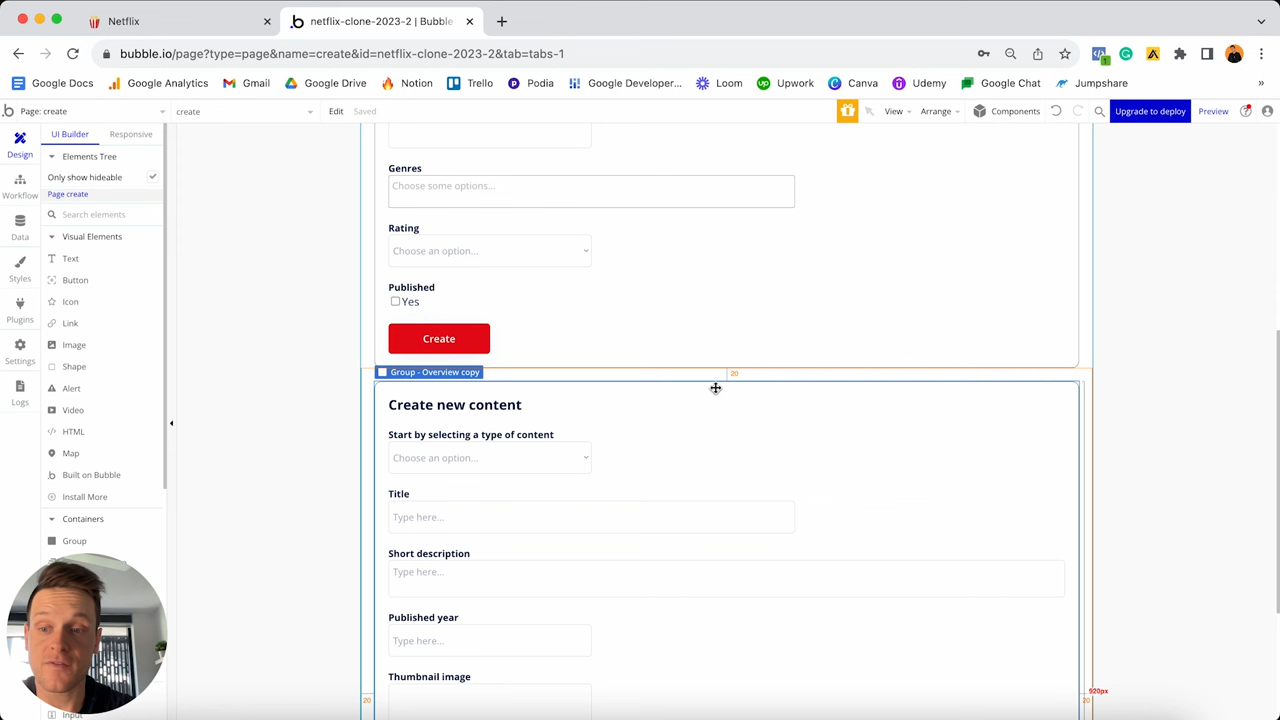 Netflix
netflix-clone-2023-2 | Bubble
bubble.io/page?type=page&name=create&id=netflix-clone-2023-2&tab=tabs-1
Google Docs Google Analytics Gmail Google Drive Notion Trello Podia Google Developer... Loom Upwork Canva Udemy Google Chat Jumpshare »
Page: create create Edit Saved View Arrange Components Upgrade to deploy Preview
Design
Workflow
Data
Styles
Plugins
Settings
Logs
UI Builder Responsive
Elements Tree
Only show hideable
Page create
Search elements
Visual Elements
Text
Button
Icon
Link
Image
Shape
Alert
Video
HTML
Map
Built on Bubble
Install More
Containers
Group
Input
Genres
Choose some options...
Rating
Choose an option...
Published
Yes
Create
Group - Overview copy
20
Create new content
Start by selecting a type of content
Choose an option...
Title
Type here...
Short description
Type here...
Published year
Type here...
Thumbnail image
920px
20
20